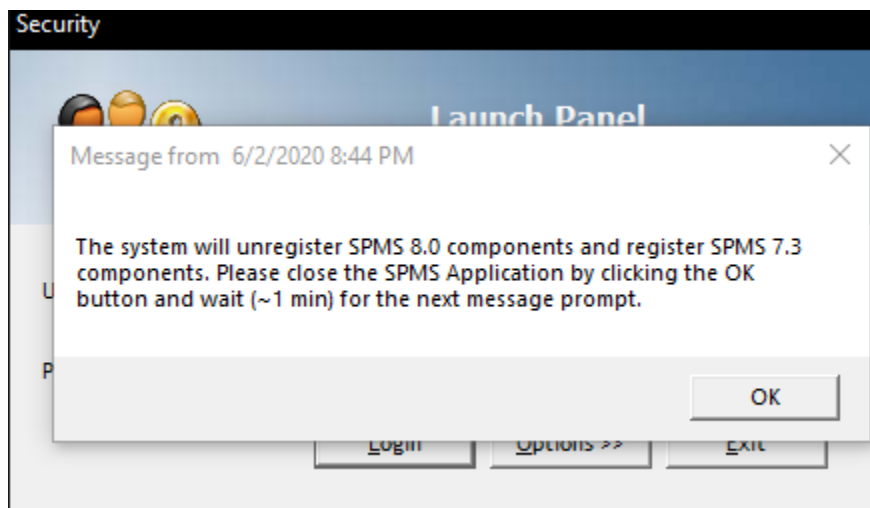 Security
Launch Panel
Message from 6/2/2020 8:44 PM
The system will unregister SPMS 8.0 components and register SPMS 7.3
components. Please close the SPMS Application by clicking the OK
button and wait (~1 min) for the next message prompt.
U
P
OK
Login Options >> Exit